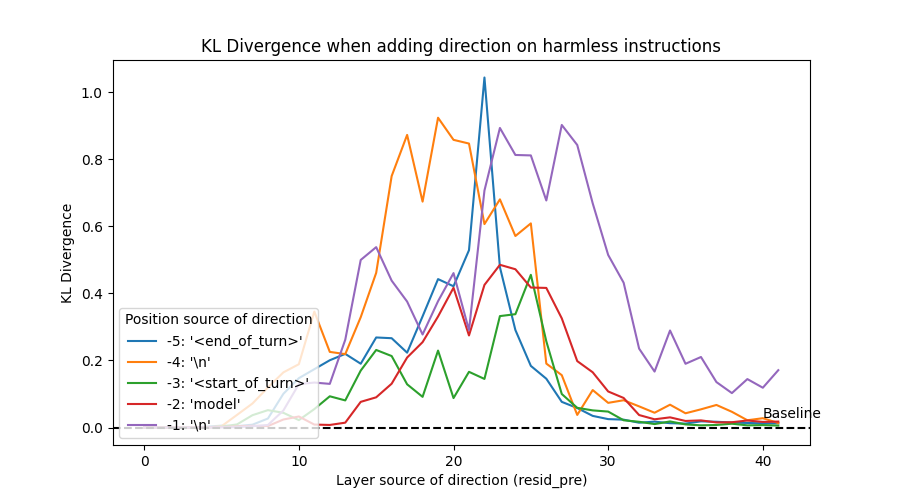 KL Divergence when adding direction on harmless instructions
KL Divergence
1.0
0.8
0.6
0.4
0.2
0.0
Position source of direction
-5: '<end_of_turn>'
-4: '\n'
-3: '<start_of_turn>'
-2: 'model'
-1: '\n'
Baseline
0
10
20
30
40
Layer source of direction (resid_pre)